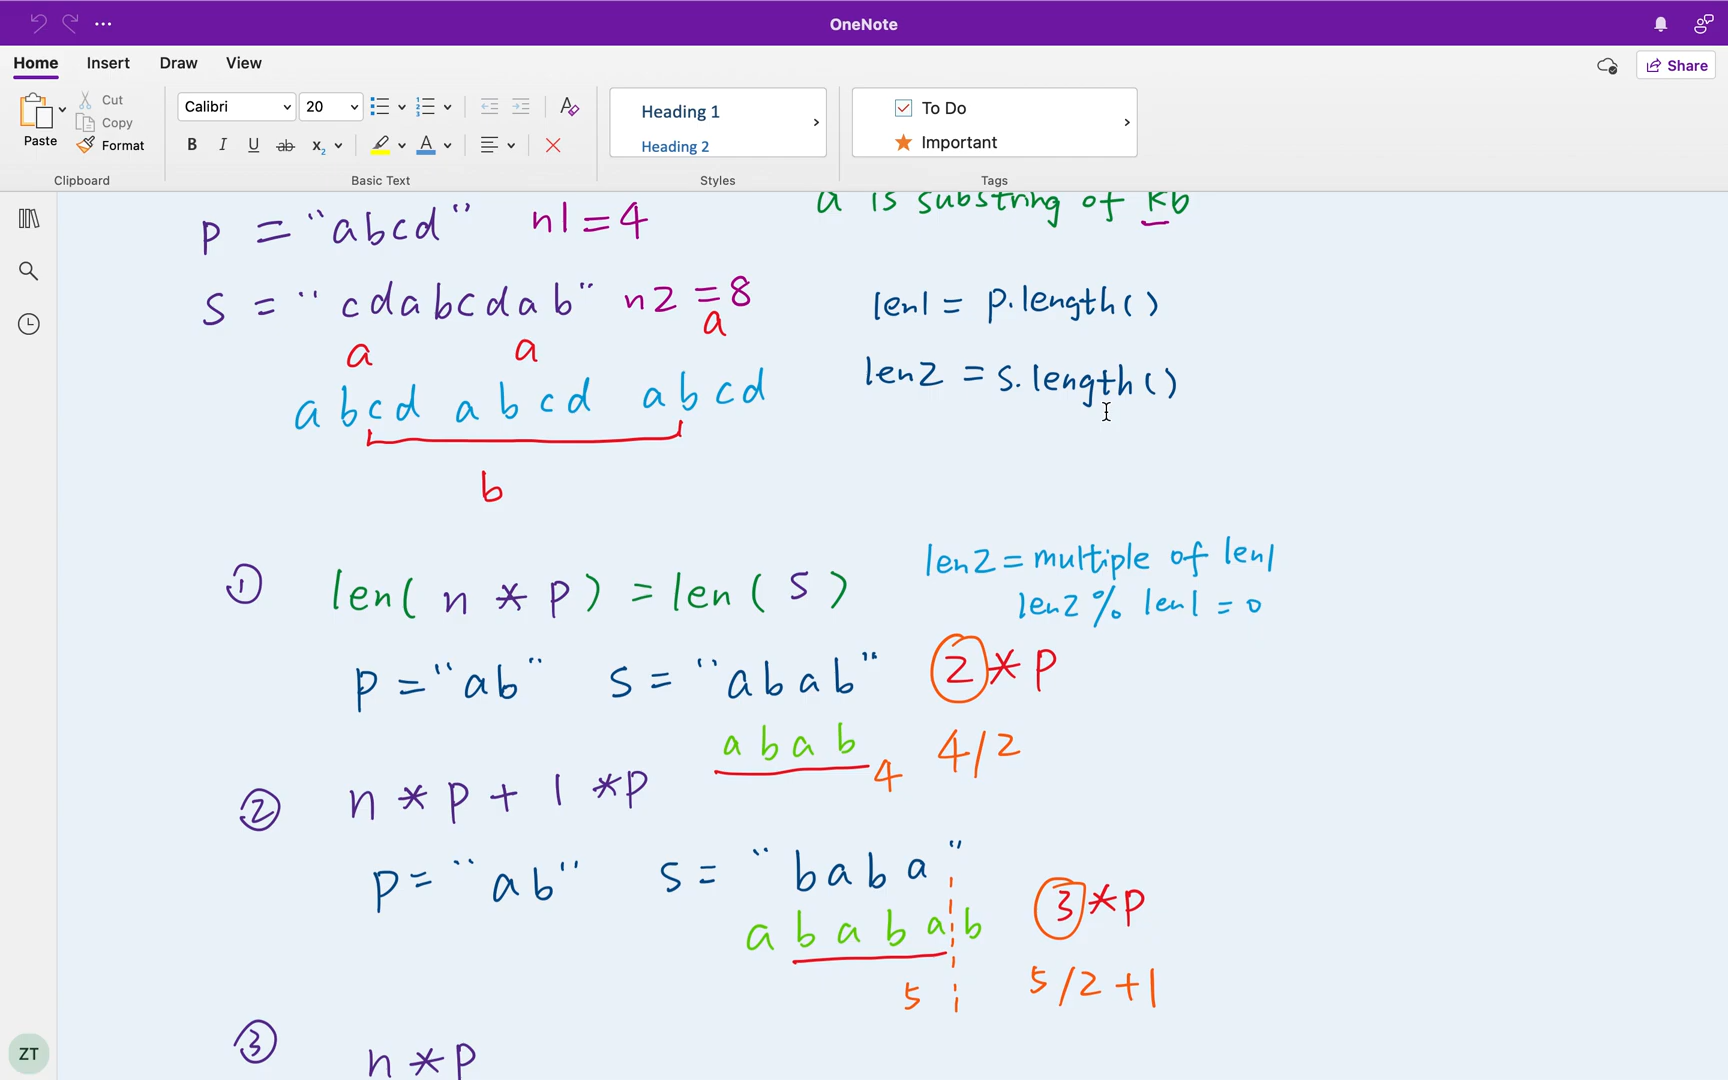 OneNote
Home Insert Draw View
Share
Paste
Cut
Copy
Format
Clipboard
Calibri 20
B I U ab x₂ A
Basic Text
Heading 1
Heading 2
Styles
To Do
Important
Tags
a is substring of kb
p = "abcd" n1 = 4
s = "cdabcdab" n2 = 8
a a a
abcd abcd abcd
b
len1 = p.length()
len2 = s.length()
① len( n * p ) = len( s )
len2 = multiple of len1
len2 % len1 = 0
p = "ab" s = "abab" 2 * p
abab 4 4/2
② n * p + 1 * p
p = "ab" s = "baba"
ababab 3 * p
5 5/2 + 1
③ n * p
ZT